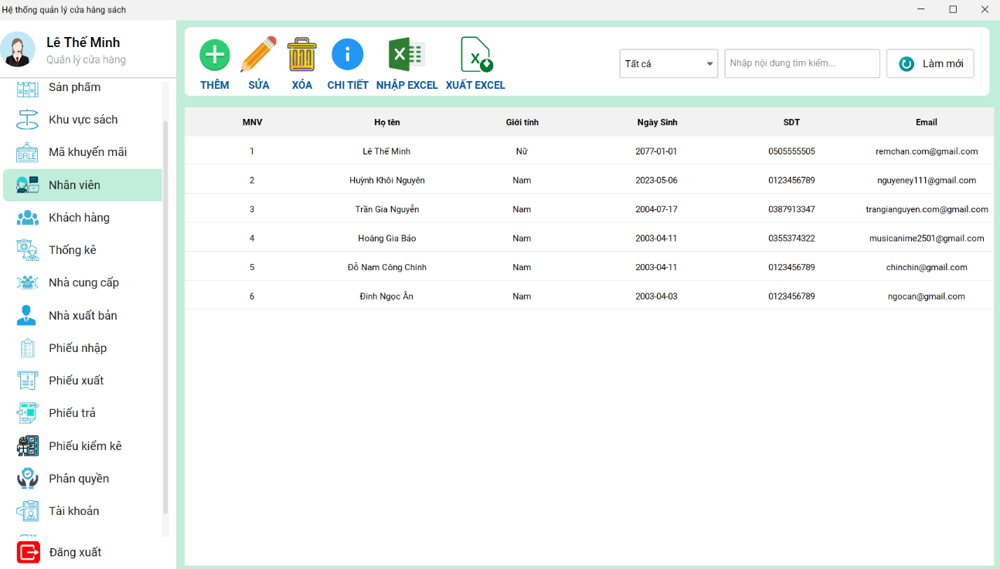 Hệ thống quản lý cửa hàng sách
Lê Thế Minh
Quản lý cửa hàng
Sản phẩm
Khu vực sách
SALE
Mã khuyến mãi
Nhân viên
Khách hàng
Thống kê
Nhà cung cấp
Nhà xuất bản
Phiếu nhập
Phiếu xuất
Phiếu trả
Phiếu kiểm kê
Phân quyền
Tài khoản
Đăng xuất
THÊM SỬA XÓA CHI TIẾT NHẬP EXCEL XUẤT EXCEL
Tất cả Nhập nội dung tìm kiếm... Làm mới
MNV Họ tên Giới tính Ngày Sinh SDT Email
1 Lê Thế Minh Nữ 2077-01-01 0505555505 remchan.com@gmail.com
2 Huỳnh Khôi Nguyên Nam 2023-05-06 0123456789 nguyeney111@gmail.com
3 Trần Gia Nguyễn Nam 2004-07-17 0387913347 trangianguyen.com@gmail.com
4 Hoàng Gia Bảo Nam 2003-04-11 0355374322 musicanime2501@gmail.com
5 Đỗ Nam Công Chính Nam 2003-04-11 0123456789 chinchin@gmail.com
6 Đinh Ngọc Ân Nam 2003-04-03 0123456789 ngocan@gmail.com